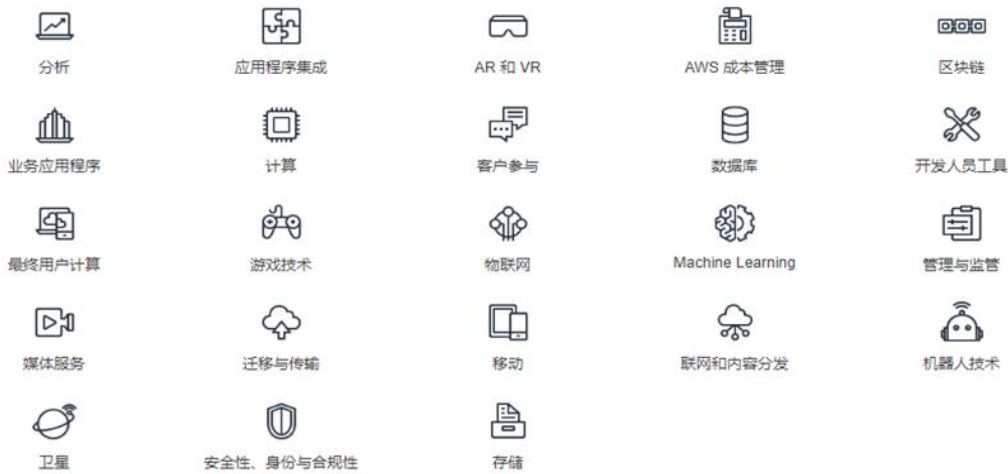 分析
应用程序集成
AR 和 VR
AWS 成本管理
区块链
业务应用程序
计算
客户参与
数据库
开发人员工具
最终用户计算
游戏技术
物联网
Machine Learning
管理与监管
媒体服务
迁移与传输
移动
联网和内容分发
机器人技术
卫星
安全性、身份与合规性
存储